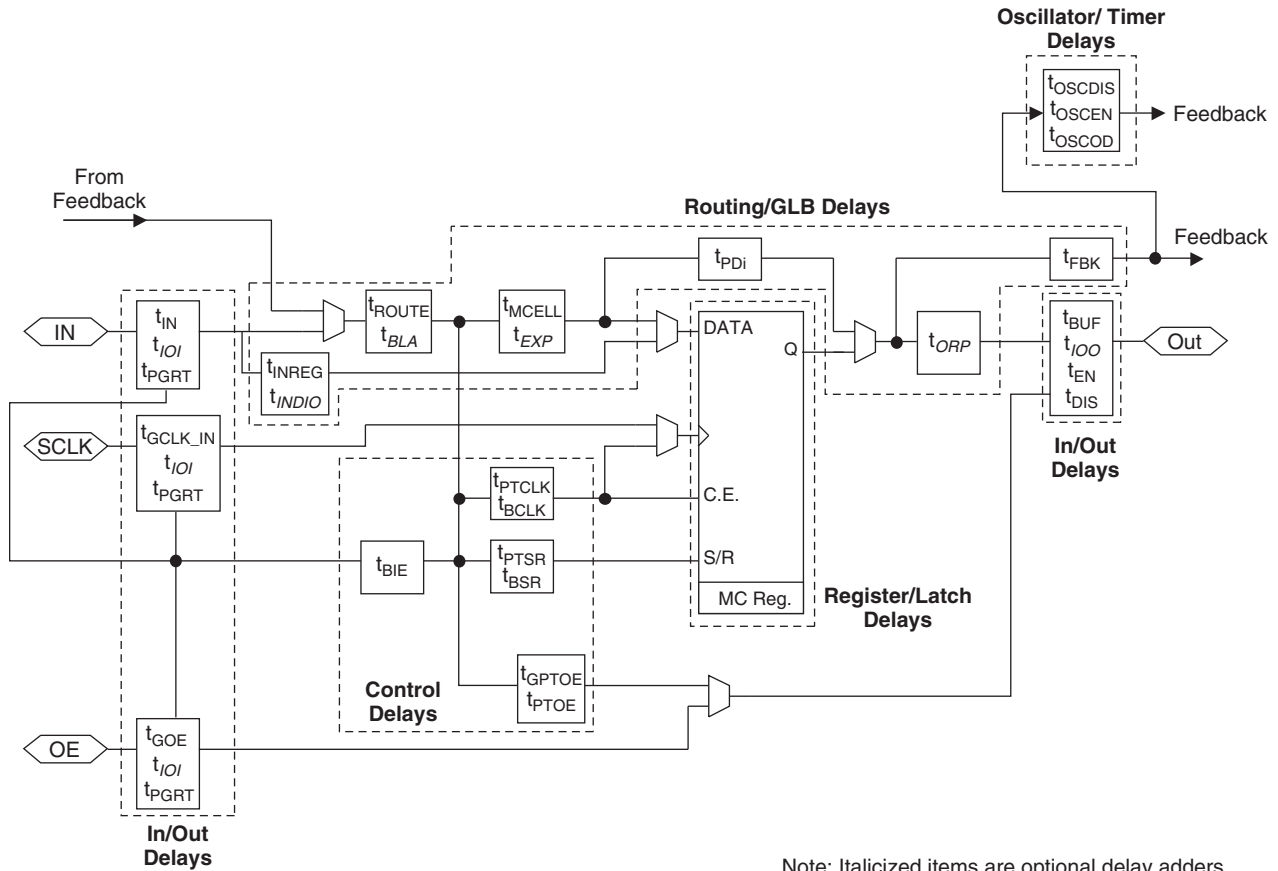 Oscillator/ Timer
Delays
tOSCDIS
tOSCEN
tOSCOD
Feedback
From
Feedback
Routing/GLB Delays
Feedback
tPDi
tFBK
IN
tIN
tIOI
tPGRT
tROUTE
tBLA
tMCELL
tEXP
DATA
Q
tORP
tBUF
tIOO
tEN
tDIS
Out
tINREG
tINDIO
SCLK
tGCLK_IN
tIOI
tPGRT
In/Out
Delays
tPTCLK
tBCLK
C.E.
tBIE
tPTSR
tBSR
S/R
MC Reg.
Register/Latch
Delays
Control
Delays
tGPTOE
tPTOE
OE
tGOE
tIOI
tPGRT
In/Out
Delays
Note: Italicized items are optional delay adders.